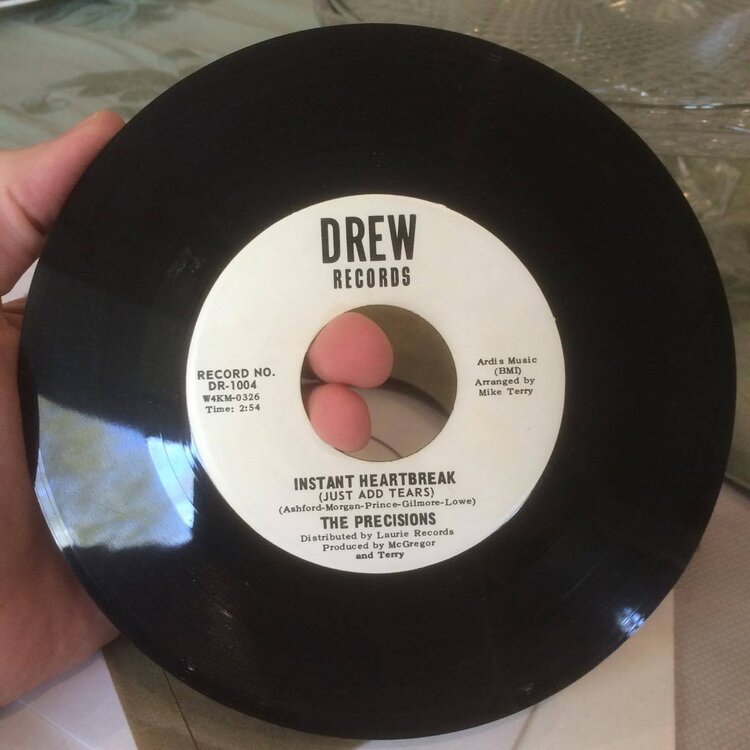 DREW
RECORDS
RECORD NO.
DR-1004
W4KM-0326
Time: 2:54
Ardis Music
(BMI)
Arranged by
Mike Terry
INSTANT HEARTBREAK
(JUST ADD TEARS)
(Ashford-Morgan-Prince-Gilmore-Lowe)
THE PRECISIONS
Distributed by Laurie Records
Produced by McGregor
and Terry